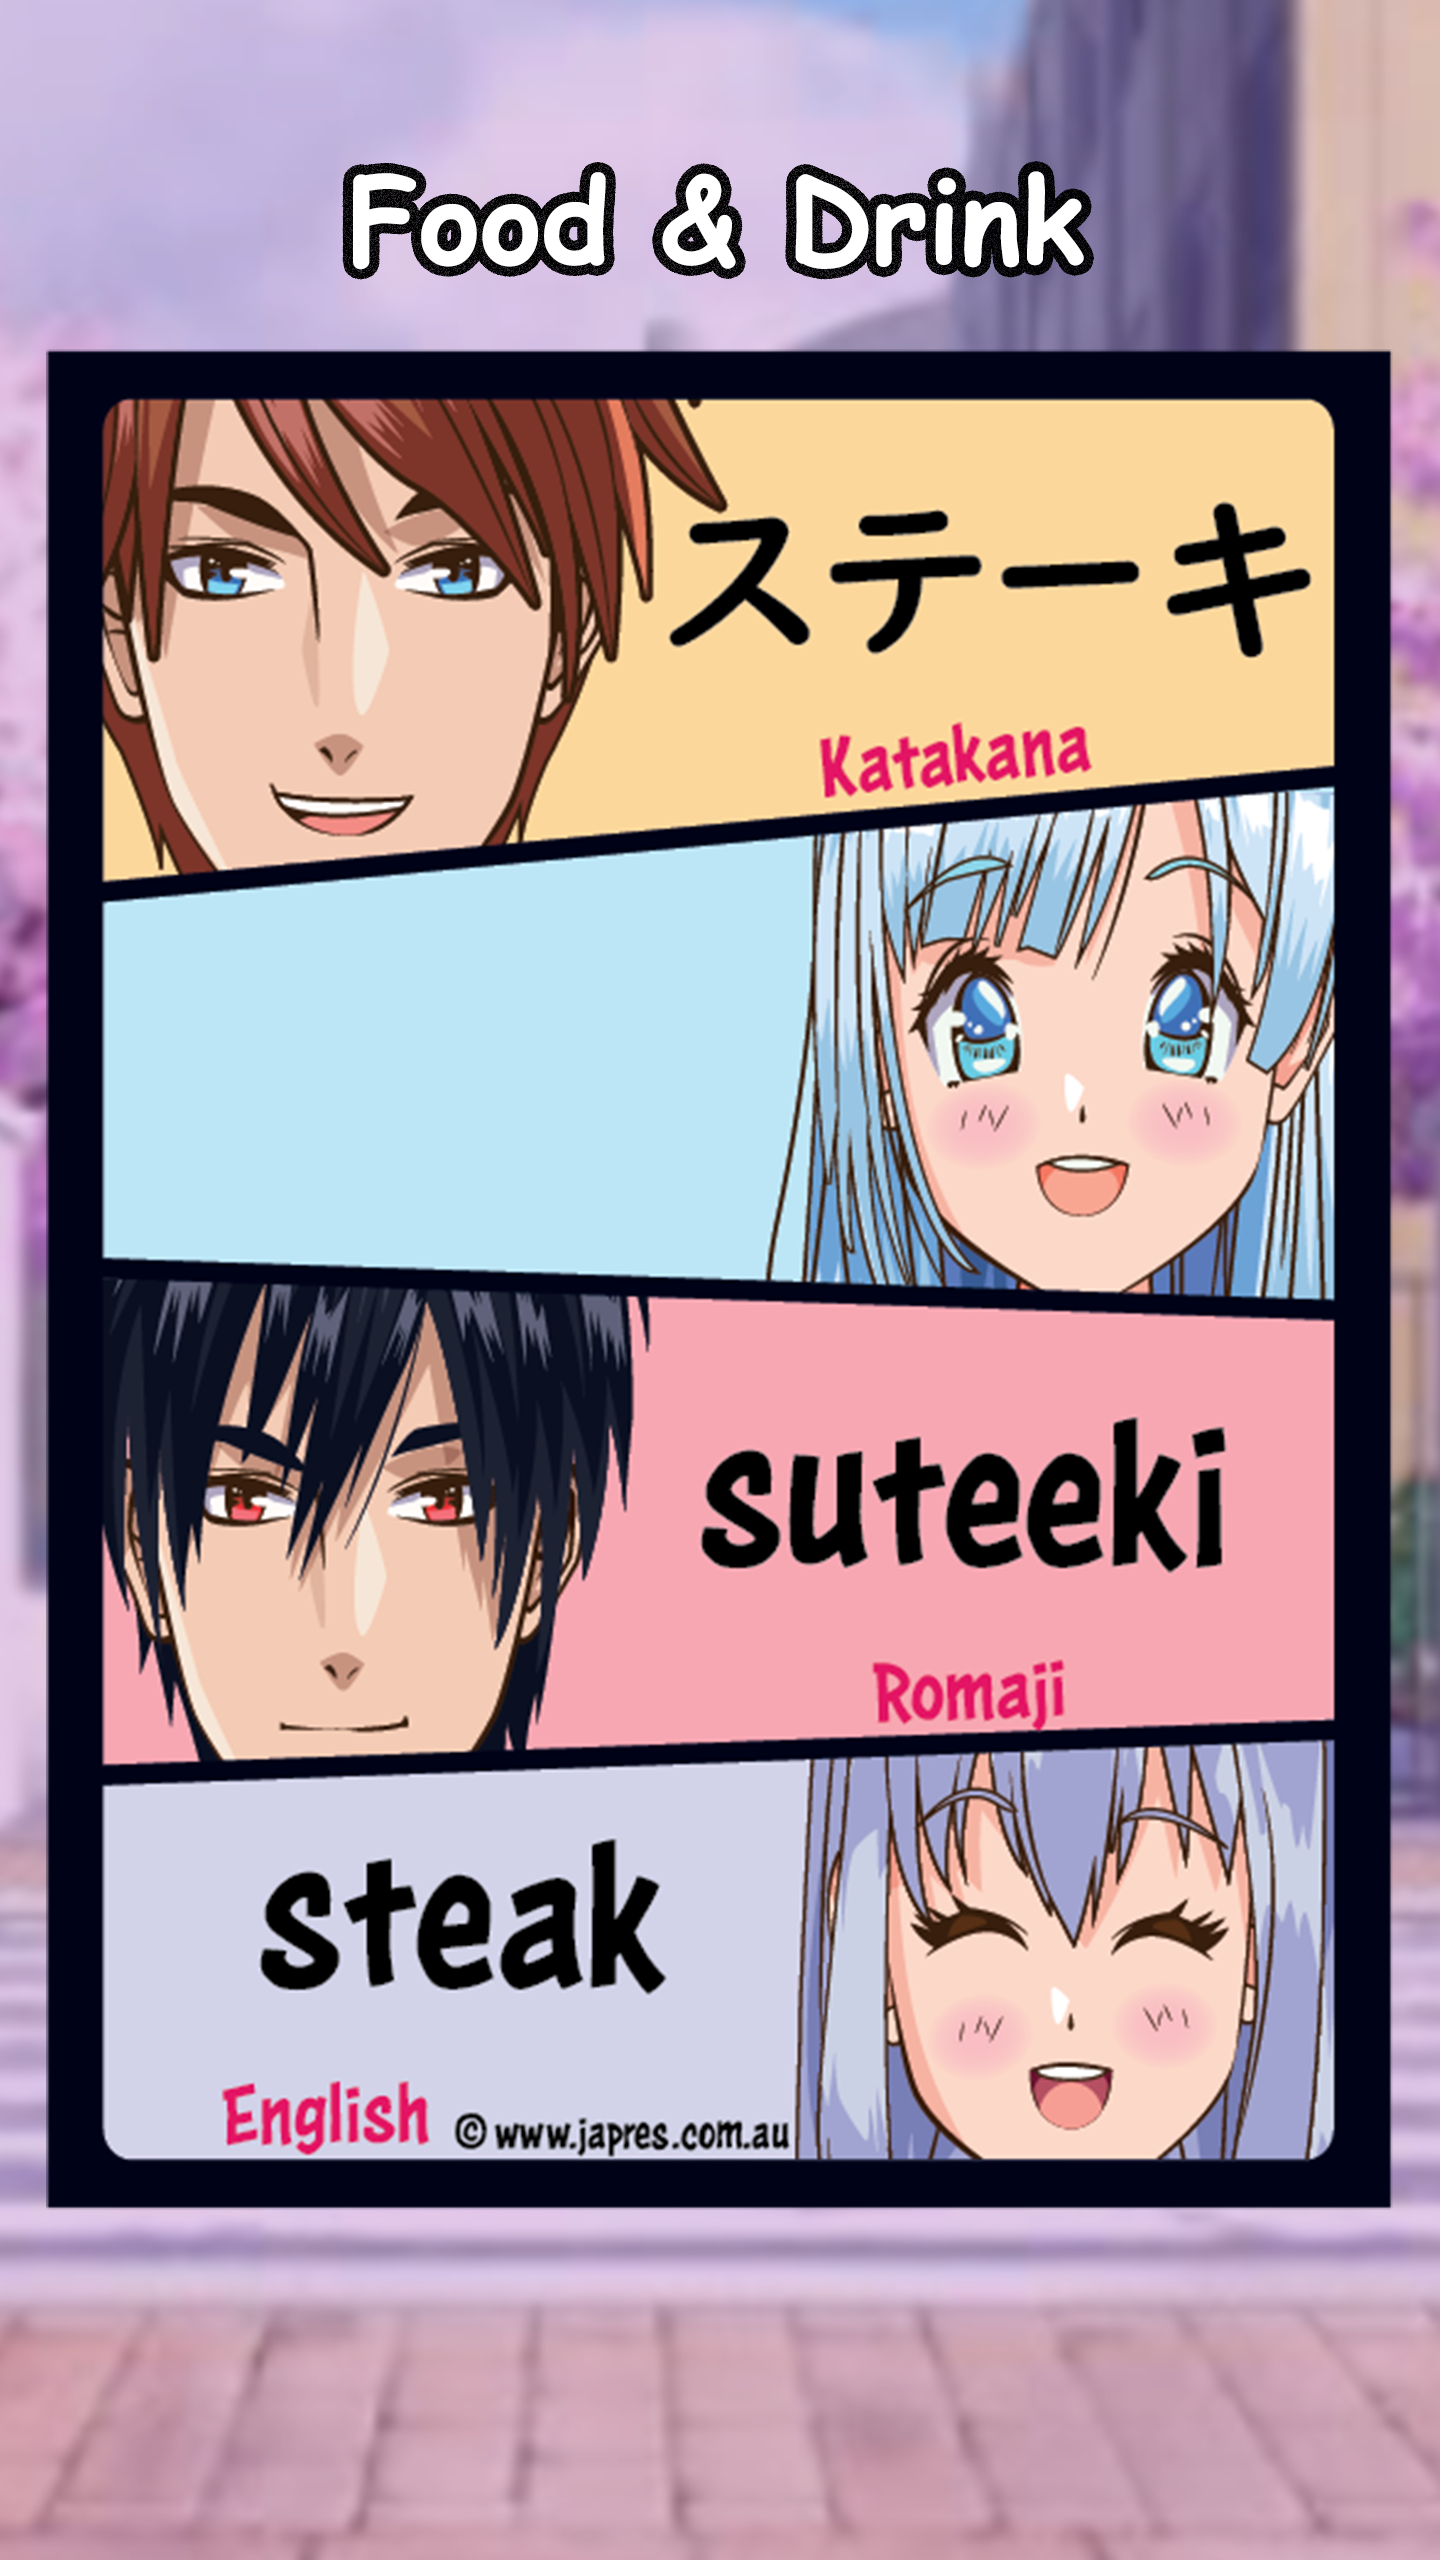 Food & Drink
ステーキ
Katakana
suteeki
Romaji
steak
English © www.japres.com.au